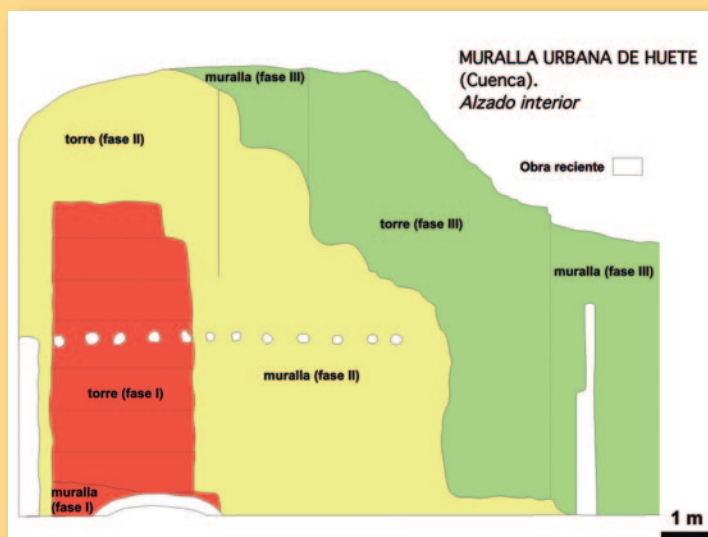 MURALLA URBANA DE HUETE
(Cuenca).
Alzado interior
Obra reciente
muralla (fase III)
torre (fase II)
torre (fase III)
muralla (fase III)
muralla (fase II)
torre (fase I)
muralla
(fase I)
1 m